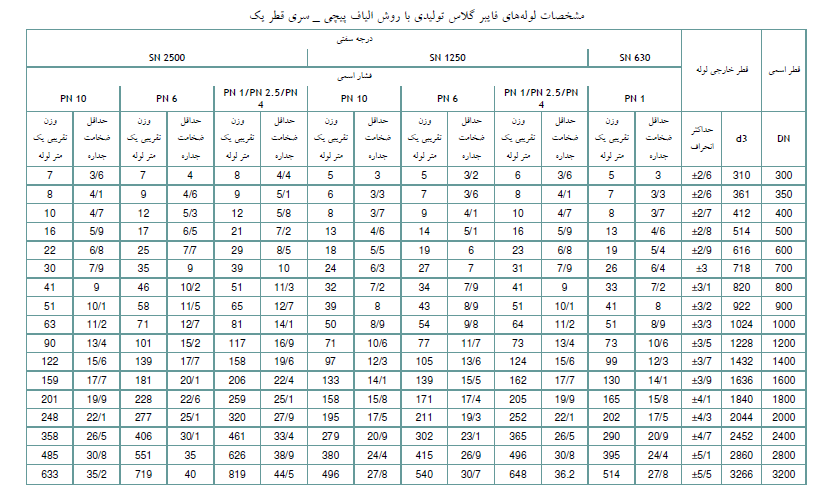 مشخصات لوله‌های فایبر گلاس تولیدی با روش الیاف پیچی _ سری قطر یک
درجه سفتی
قطر اسمی قطر خارجی لوله SN 630 SN 1250 SN 2500
فشار اسمی
PN 1 PN 1/PN 2.5/PN 4 PN 6 PN 10 PN 1/PN 2.5/PN 4 PN 6 PN 10
DN d3 حداکثر انحراف حداقل ضخامت جداره وزن تقریبی یک متر لوله حداقل ضخامت جداره وزن تقریبی یک متر لوله حداقل ضخامت جداره وزن تقریبی یک متر لوله حداقل ضخامت جداره وزن تقریبی یک متر لوله حداقل ضخامت جداره وزن تقریبی یک متر لوله حداقل ضخامت جداره وزن تقریبی یک متر لوله حداقل ضخامت جداره وزن تقریبی یک متر لوله
300 310 ±2/6 3 5 3/6 6 3/2 5 3 5 4/4 8 4 7 3/6 7
350 361 ±2/6 3/3 7 4/1 8 3/6 7 3/3 6 5/1 9 4/6 9 4/1 8
400 412 ±2/7 3/7 8 4/7 10 4/1 9 3/7 8 5/8 12 5/3 12 4/7 10
500 514 ±2/8 4/6 13 5/9 16 5/1 14 4/6 13 7/2 21 6/5 17 5/9 16
600 616 ±2/9 5/4 19 6/8 23 6 19 5/5 18 8/5 29 7/7 25 6/8 22
700 718 ±3 6/4 26 7/9 31 7 27 6/3 24 10 39 9 35 7/9 30
800 820 ±3/1 7/2 33 9 41 7/9 34 7/2 32 11/3 51 10/2 46 9 41
900 922 ±3/2 8 41 10/1 51 8/9 43 8 39 12/7 65 11/5 58 10/1 51
1000 1024 ±3/3 8/9 51 11/2 64 9/8 54 8/9 50 14/1 81 12/7 71 11/2 63
1200 1228 ±3/5 10/6 73 13/4 73 11/7 77 10/6 71 16/9 117 15/2 101 13/4 90
1400 1432 ±3/7 12/3 99 15/6 124 13/6 105 12/3 97 19/6 158 17/7 139 15/6 122
1600 1636 ±3/9 14/1 130 17/7 162 15/5 139 14/1 133 22/4 206 20/1 181 17/7 159
1800 1840 ±4/1 15/8 165 19/9 205 17/4 171 15/8 158 25/1 259 22/6 228 19/9 201
2000 2044 ±4/3 17/5 202 22/1 252 19/3 211 17/5 195 27/9 320 25/1 277 22/1 248
2400 2452 ±4/7 20/9 290 26/5 365 23/1 302 20/9 279 33/4 461 30/1 406 26/5 358
2800 2860 ±5/1 24/4 395 30/8 496 26/9 415 24/4 380 38/9 626 35 551 30/8 485
3200 3266 ±5/5 27/8 514 36.2 648 30/7 540 27/8 496 44/5 819 40 719 35/2 633